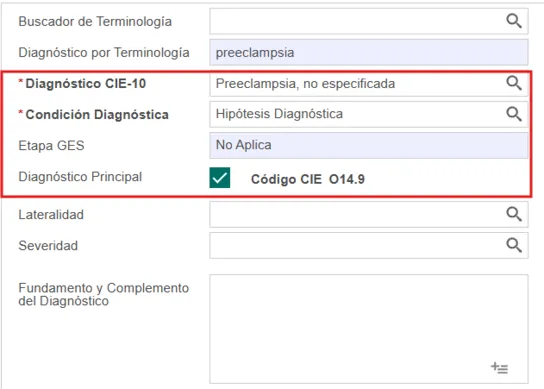 Buscador de Terminología
Diagnóstico por Terminología preeclampsia
*Diagnóstico CIE-10 Preeclampsia, no especificada
*Condición Diagnóstica Hipótesis Diagnóstica
Etapa GES No Aplica
Diagnóstico Principal Código CIE O14.9
Lateralidad
Severidad
Fundamento y Complemento
del Diagnóstico